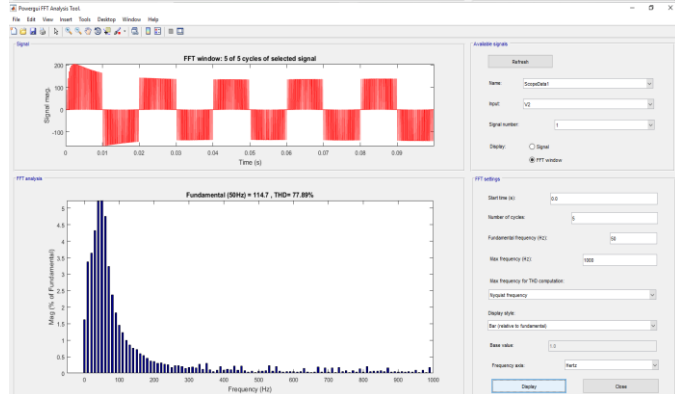 Powergui FFT Analysis Tool.
File Edit View Insert Tools Desktop Window Help
Signal
FFT window: 5 of 5 cycles of selected signal
200
100
0
-100
Signal mag.
0 0.01 0.02 0.03 0.04 0.05 0.06 0.07 0.08 0.09
Time (s)
FFT analysis
Fundamental (50Hz) = 114.7 , THD= 77.89%
5
4.5
4
3.5
3
2.5
2
1.5
1
0.5
0
Mag (% of Fundamental)
0 100 200 300 400 500 600 700 800 900 1000
Frequency (Hz)
Available signals
Refresh
Name: ScopeData1
Input: V2
Signal number: 1
Display: Signal
FFT window
FFT settings
Start time (s): 0.0
Number of cycles: 5
Fundamental frequency (Hz): 50
Max frequency (Hz): 1000
Max frequency for THD computation:
Nyquist frequency
Display style:
Bar (relative to fundamental)
Base value: 1.0
Frequency axis: Hertz
Display Close